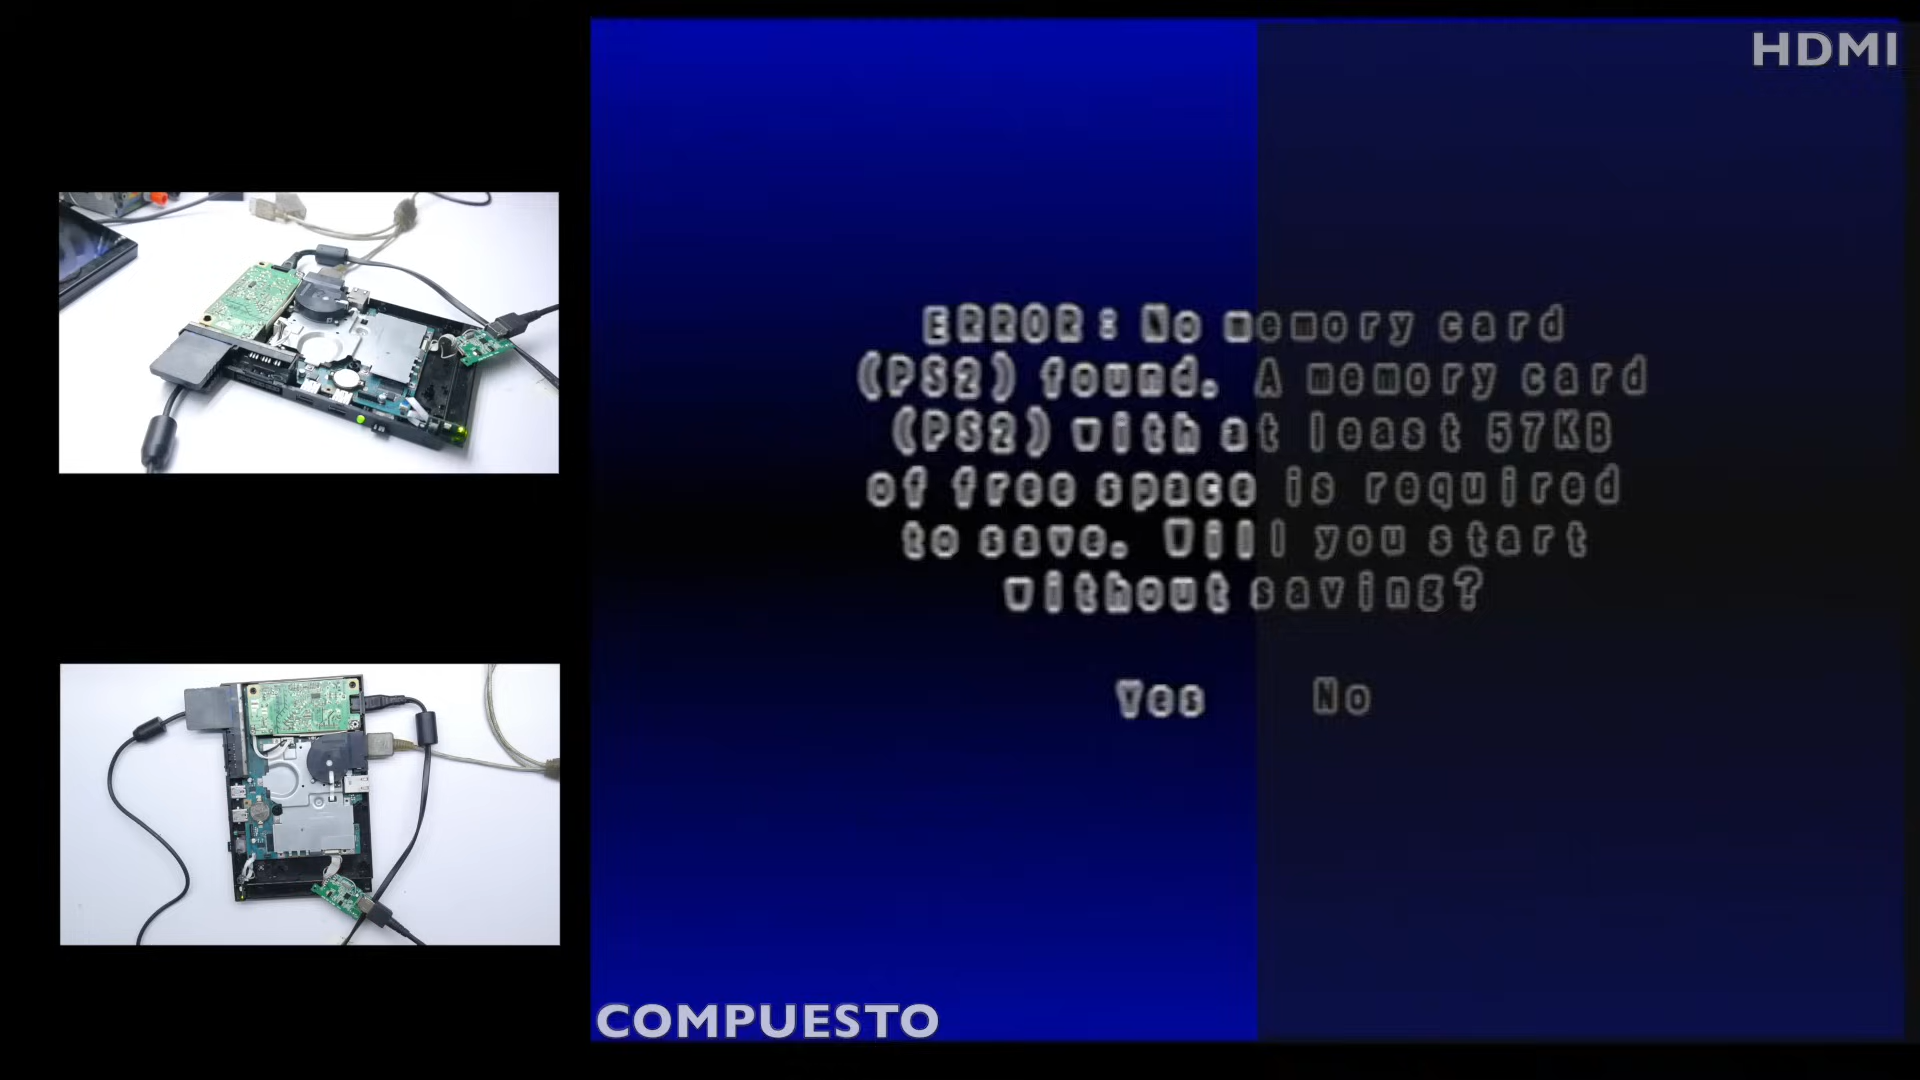 HDMI
ERROR: No memory card
(PS2) found. A memory card
(PS2) with at least 57KB
of free space is required
to save. Will you start
without saving?
Yes No
COMPUESTO